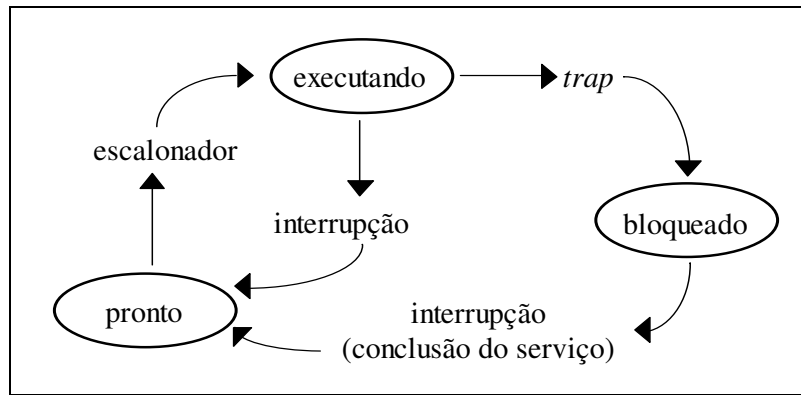 executando
trap
escalonador
interrupção
bloqueado
pronto
interrupção
(conclusão do serviço)